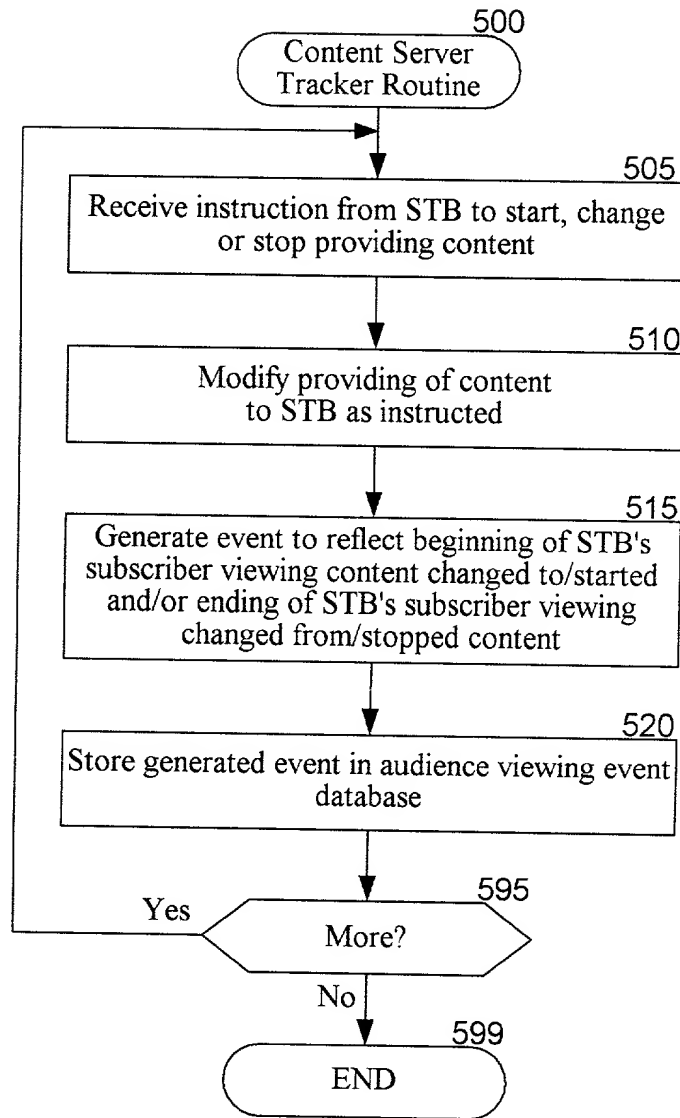 500
Content Server
Tracker Routine
505
Receive instruction from STB to start, change
or stop providing content
510
Modify providing of content
to STB as instructed
515
Generate event to reflect beginning of STB's
subscriber viewing content changed to/started
and/or ending of STB's subscriber viewing
changed from/stopped content
520
Store generated event in audience viewing event
database
595
Yes
More?
No
599
END